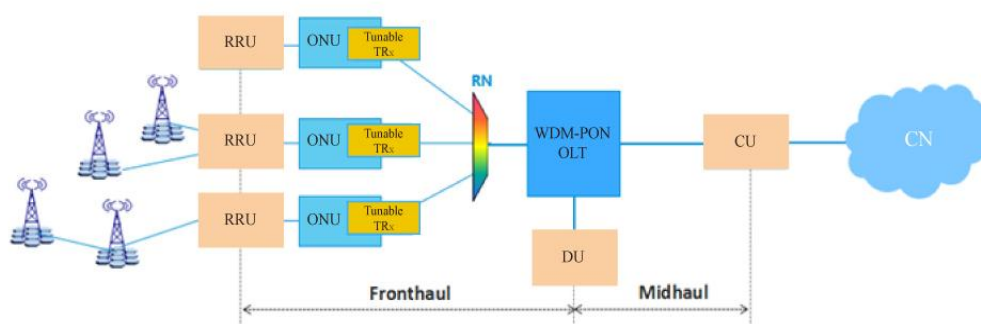 RRU
ONU
Tunable
TRx
RN
RRU
ONU
Tunable
TRx
WDM-PON
OLT
CU
CN
RRU
ONU
Tunable
TRx
DU
Fronthaul
Midhaul